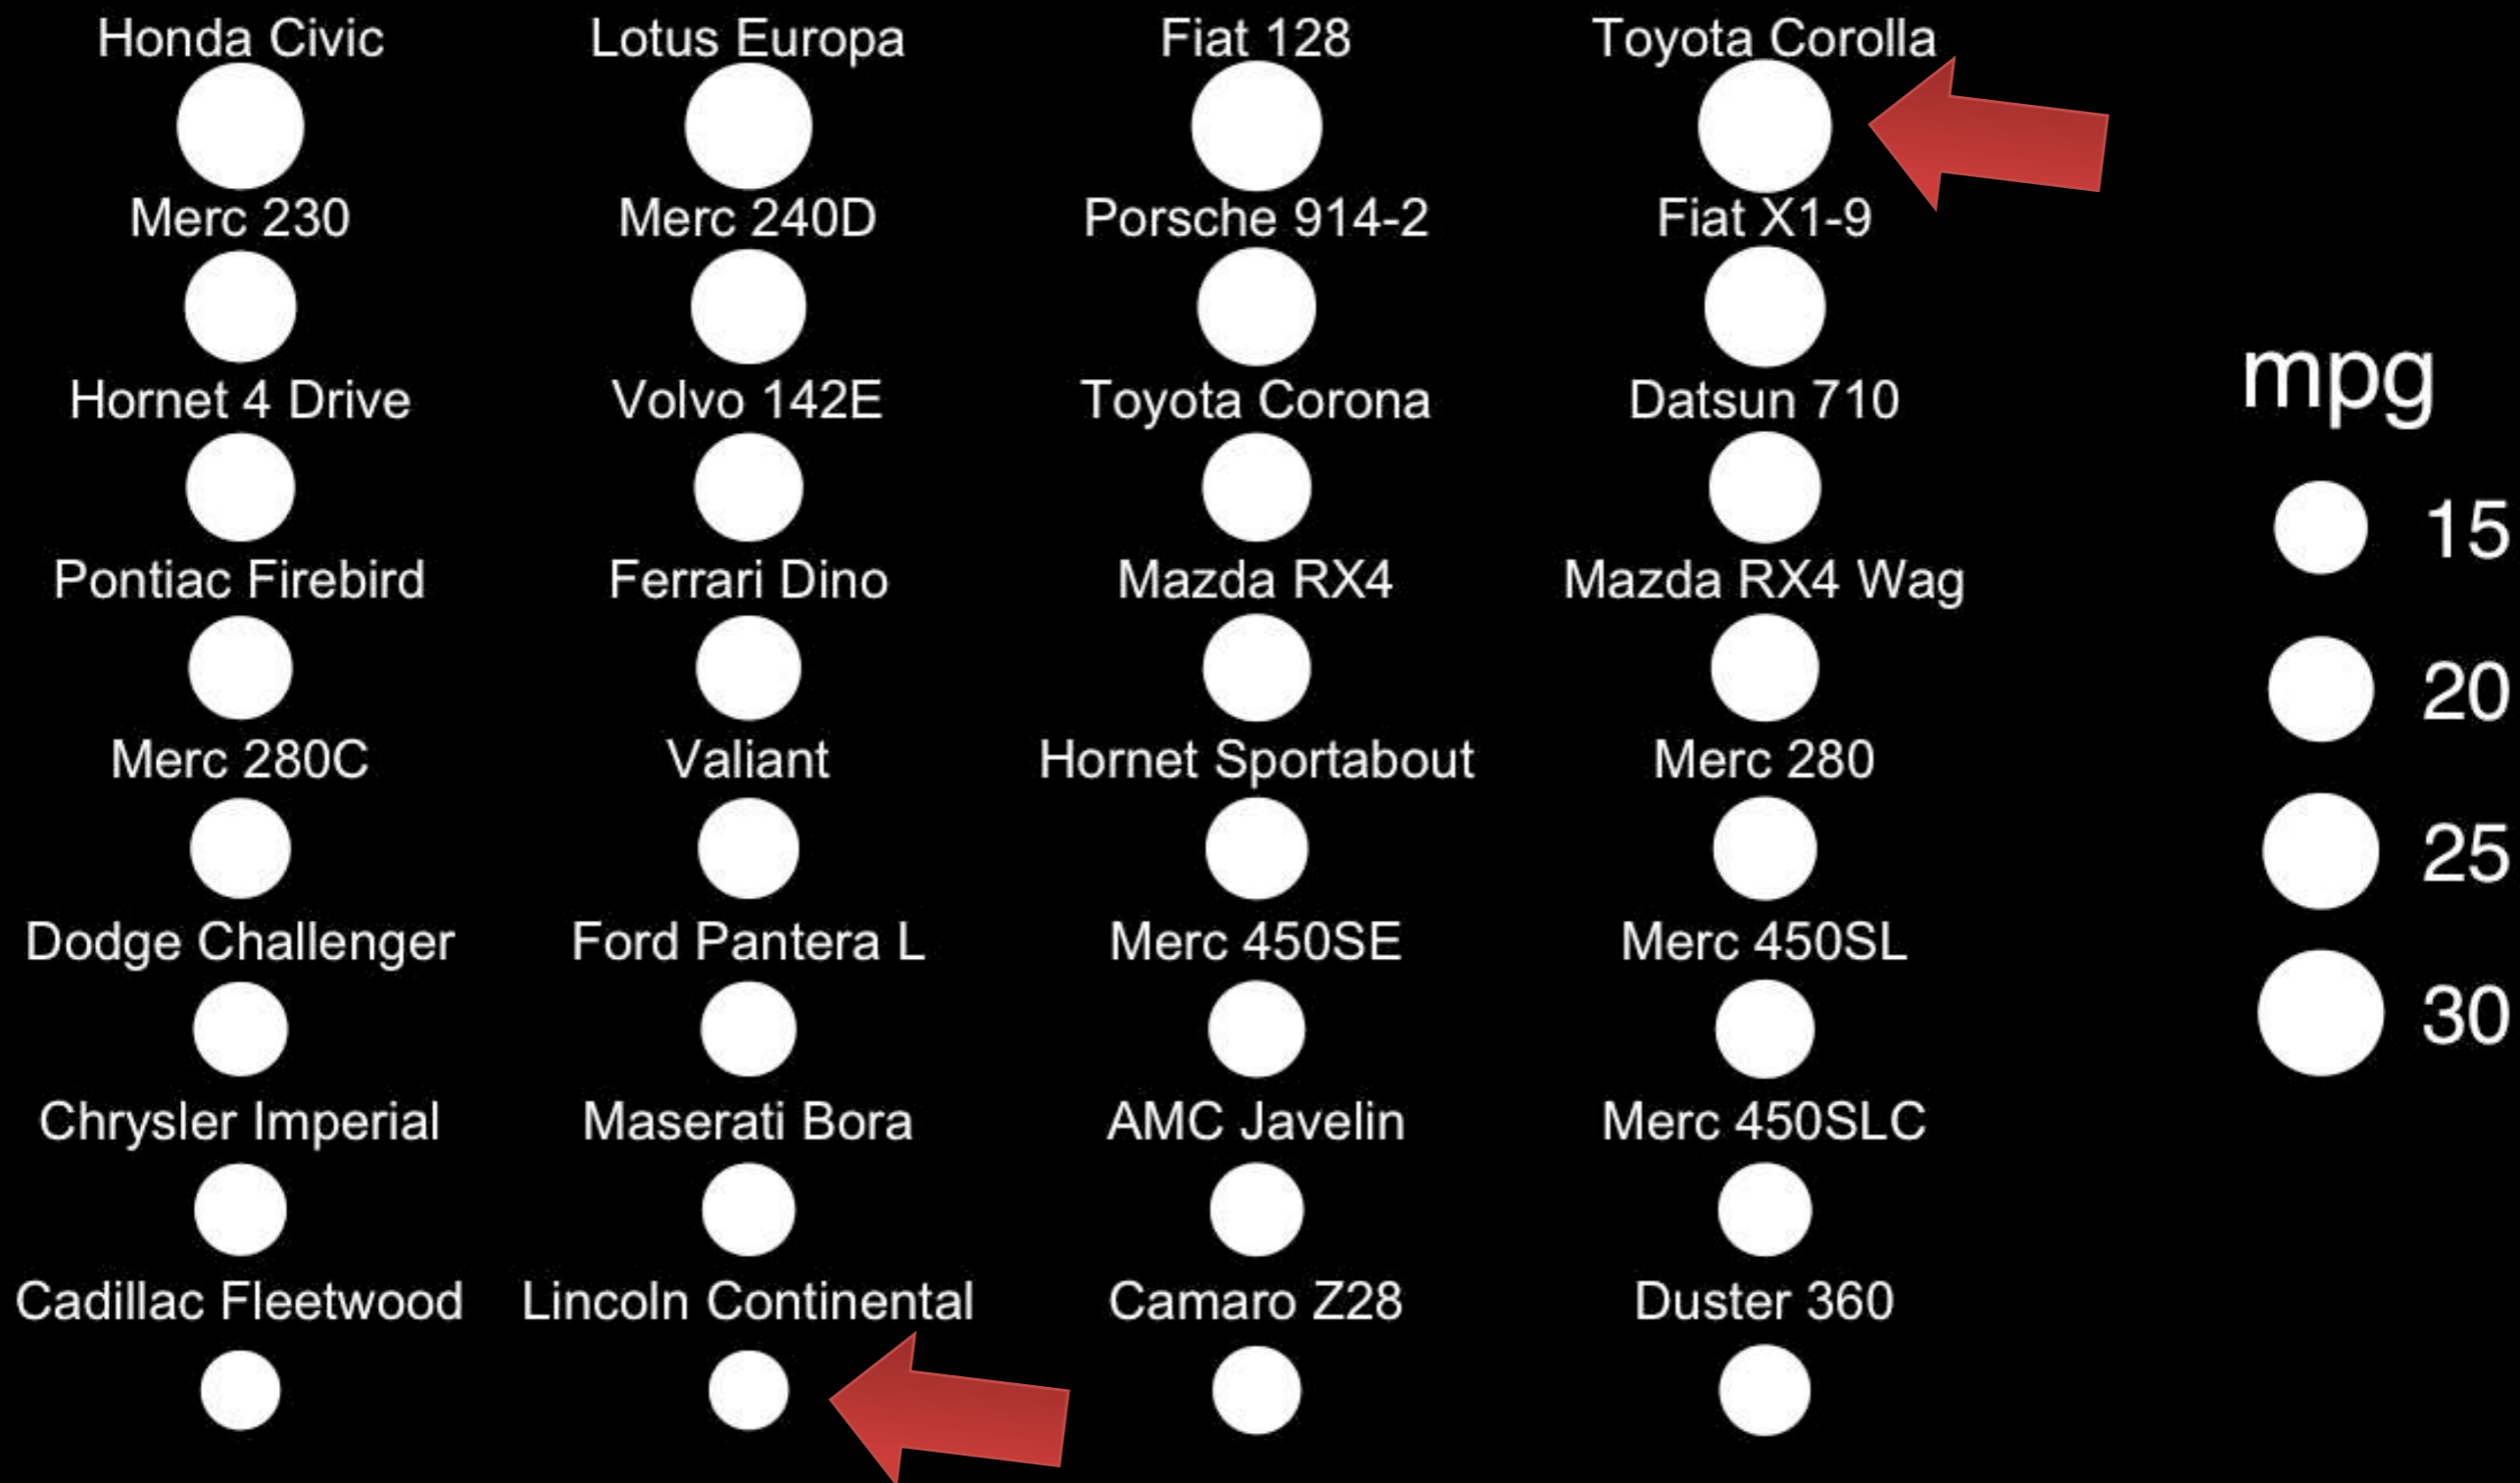 Honda Civic
Lotus Europa
Fiat 128
Toyota Corolla
Merc 230
Merc 240D
Porsche 914-2
Fiat X1-9
Hornet 4 Drive
Volvo 142E
Toyota Corona
Datsun 710
Pontiac Firebird
Ferrari Dino
Mazda RX4
Mazda RX4 Wag
Merc 280C
Valiant
Hornet Sportabout
Merc 280
Dodge Challenger
Ford Pantera L
Merc 450SE
Merc 450SL
Chrysler Imperial
Maserati Bora
AMC Javelin
Merc 450SLC
Cadillac Fleetwood
Lincoln Continental
Camaro Z28
Duster 360
mpg
15
20
25
30